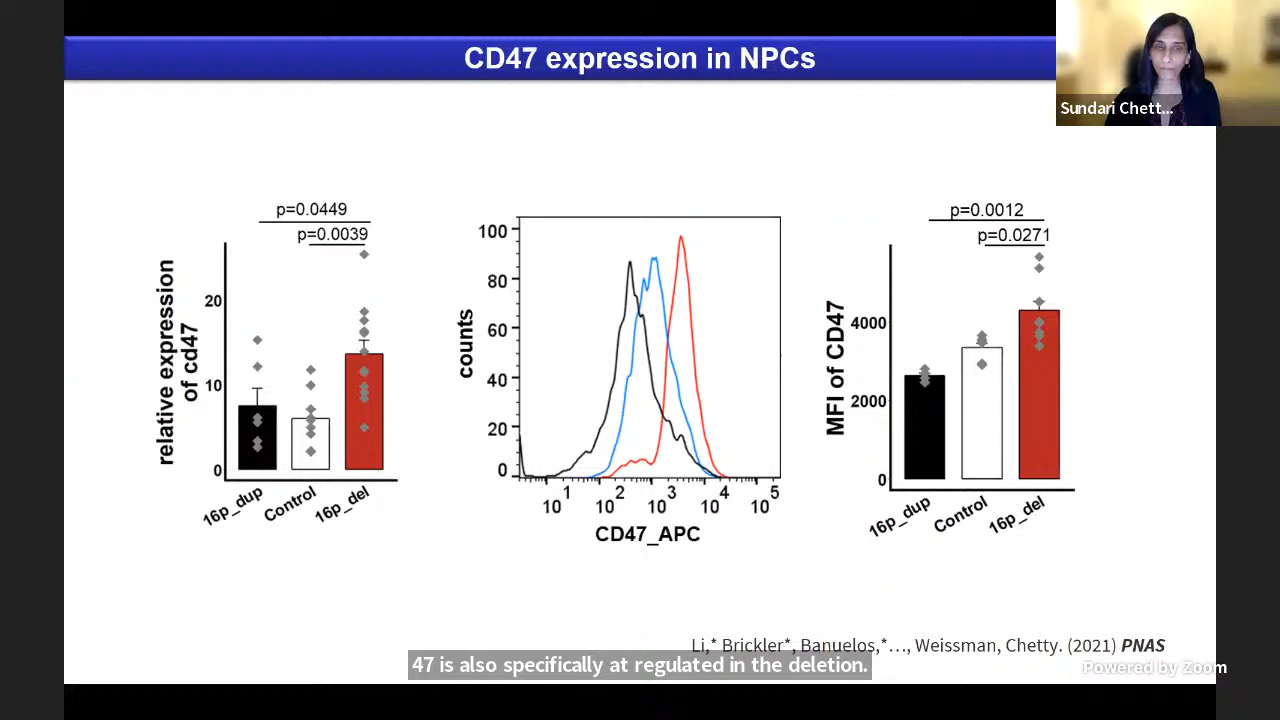 CD47 expression in NPCs
Sundari Chett...
p=0.0449
p=0.0039
relative expression
of cd47
20
10
0
16p_dup
Control
16p_del
counts
100
80
60
40
20
0
10^1
10^2
10^3
10^4
10^5
CD47_APC
p=0.0012
p=0.0271
MFI of CD47
4000
2000
0
16p_dup
Control
16p_del
Li,* Brickler*, Banuelos,*..., Weissman, Chetty. (2021) PNAS
47 is also specifically at regulated in the deletion.
Powered by Zoom